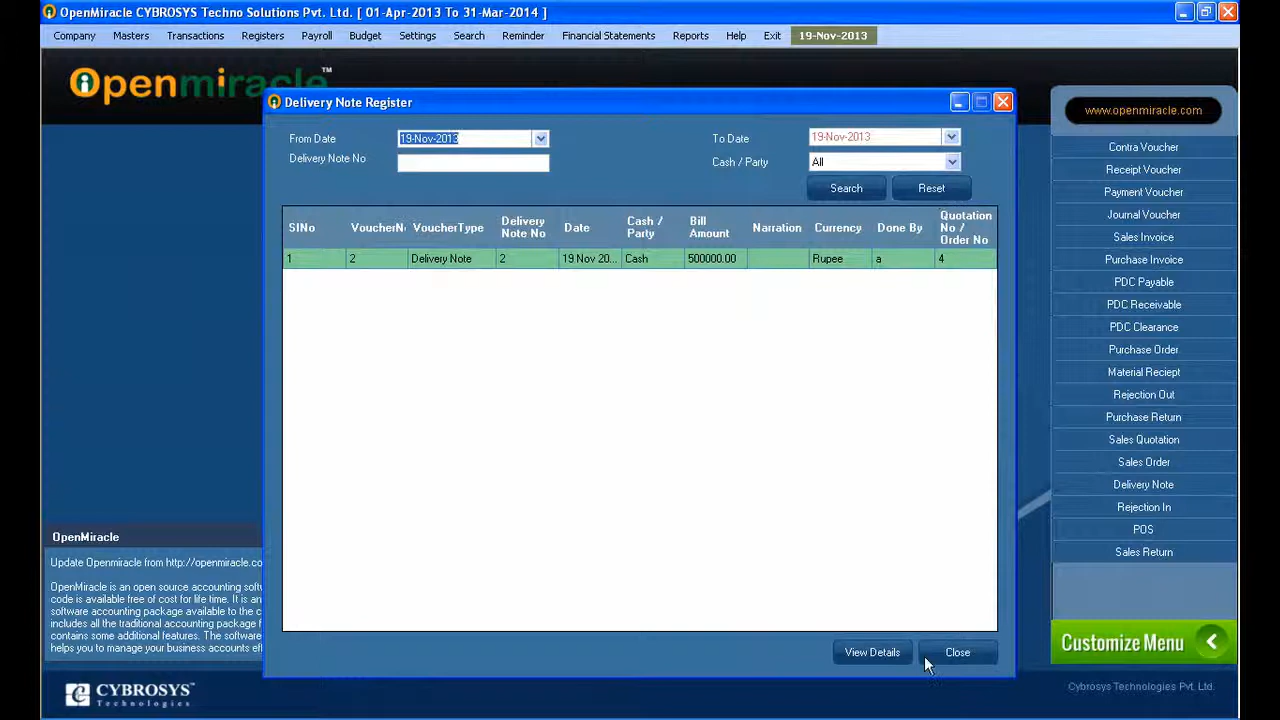 OpenMiracle CYBROSYS Techno Solutions Pvt. Ltd. [ 01-Apr-2013 To 31-Mar-2014 ]
Company Masters Transactions Registers Payroll Budget Settings Search Reminder Financial Statements Reports Help Exit 19-Nov-2013
Openmiracle™
Delivery Note Register
From Date 19-Nov-2013 To Date 19-Nov-2013
Delivery Note No Cash / Party All
Search Reset
SlNo VoucherN VoucherType Delivery Note No Date Cash / Party Bill Amount Narration Currency Done By Quotation No / Order No
1 2 Delivery Note 2 19 Nov 20... Cash 500000.00 Rupee a 4
View Details Close
www.openmiracle.com
Contra Voucher
Receipt Voucher
Payment Voucher
Journal Voucher
Sales Invoice
Purchase Invoice
PDC Payable
PDC Receivable
PDC Clearance
Purchase Order
Material Reciept
Rejection Out
Purchase Return
Sales Quotation
Sales Order
Delivery Note
Rejection In
POS
Sales Return
Customize Menu
OpenMiracle
Update Openmiracle from http://openmiracle.co
OpenMiracle is an open source accounting softw
code is available free of cost for life time. It is an
software accounting package available to the c
includes all the traditional accounting package f
contains some additional features. The software
helps you to manage your business accounts eff
CYBROSYS™
Technologies
Cybrosys Technologies Pvt. Ltd.